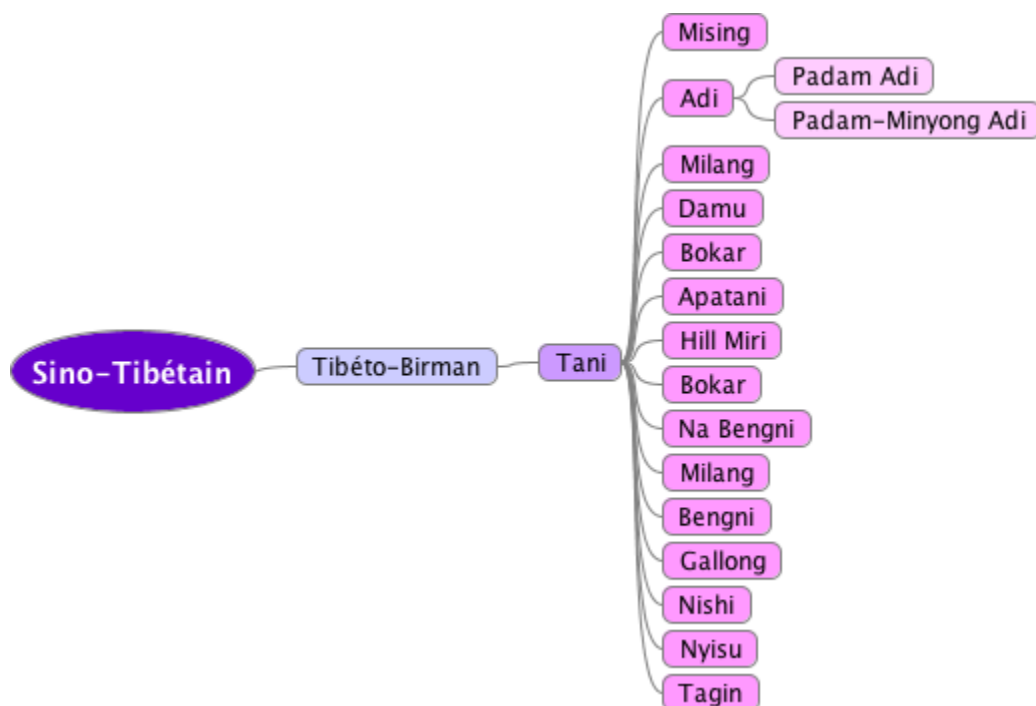 Sino-Tibétain
Tibéto-Birman
Tani
Mising
Adi
Padam Adi
Padam-Minyong Adi
Milang
Damu
Bokar
Apatani
Hill Miri
Bokar
Na Bengni
Milang
Bengni
Gallong
Nishi
Nyisu
Tagin